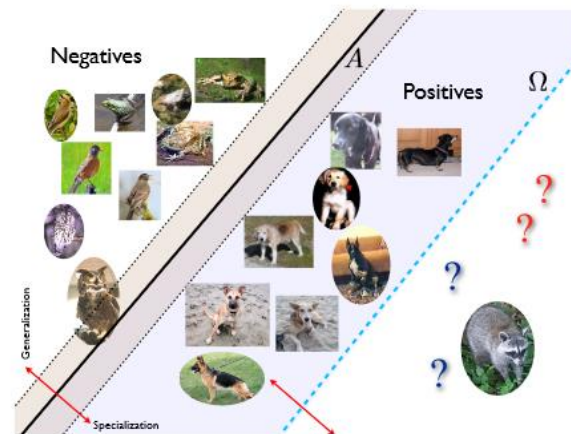 Negatives
A
Positives
Ω
?
?
?
?
Generalization
Specialization